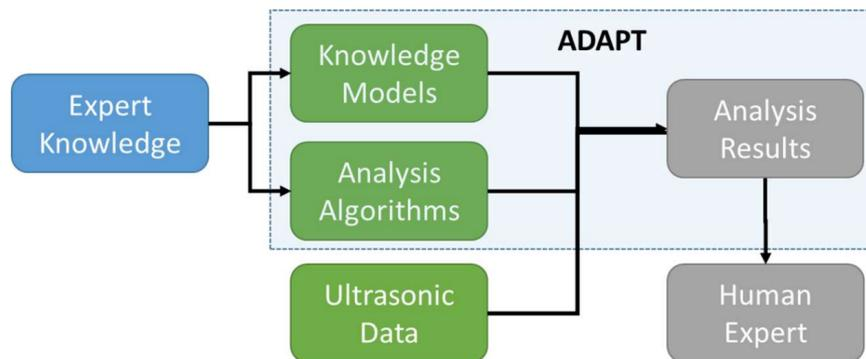 ADAPT
Expert
Knowledge
Knowledge
Models
Analysis
Algorithms
Ultrasonic
Data
Analysis
Results
Human
Expert